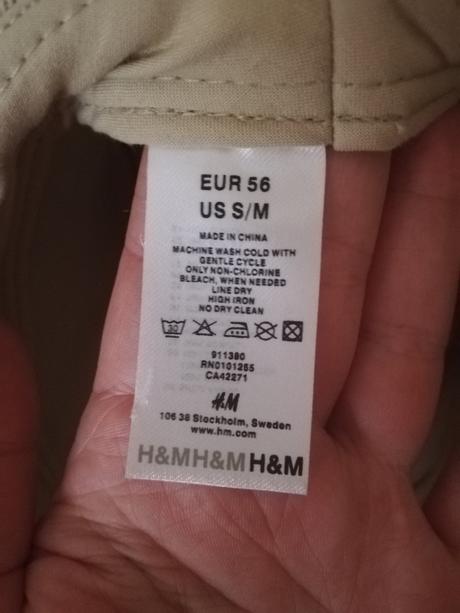 EUR 56
US S/M
MADE IN CHINA
MACHINE WASH COLD WITH
GENTLE CYCLE
ONLY NON-CHLORINE
BLEACH, WHEN NEEDED
LINE DRY
HIGH IRON
NO DRY CLEAN
30
911380
RN0101255
CA42271
H&M
106 38 Stockholm, Sweden
www.hm.com
H&MH&MH&M